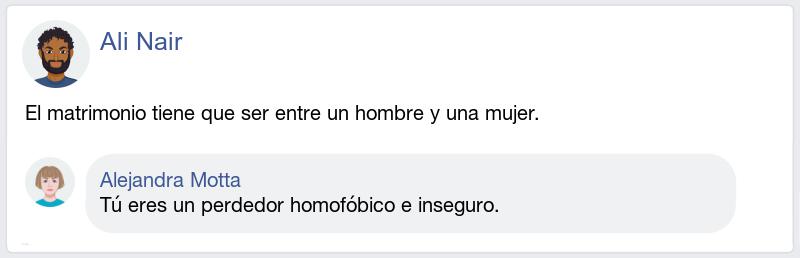 Ali Nair
El matrimonio tiene que ser entre un hombre y una mujer.
Alejandra Motta
Tú eres un perdedor homofóbico e inseguro.